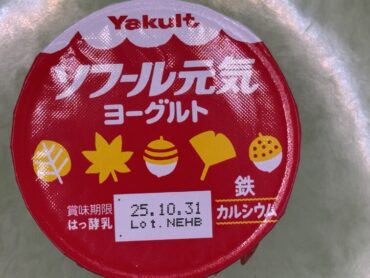 Yakult
ソフール元気
ヨーグルト
賞味期限
はっ酵乳
25.10.31
Lot.NEHB
鉄
カルシウム